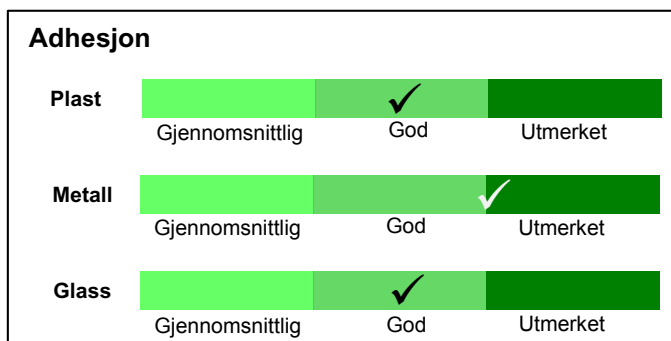 Adhesjon
Plast
Gjennomsnittlig God Utmerket
Metall
Gjennomsnittlig God Utmerket
Glass
Gjennomsnittlig God Utmerket